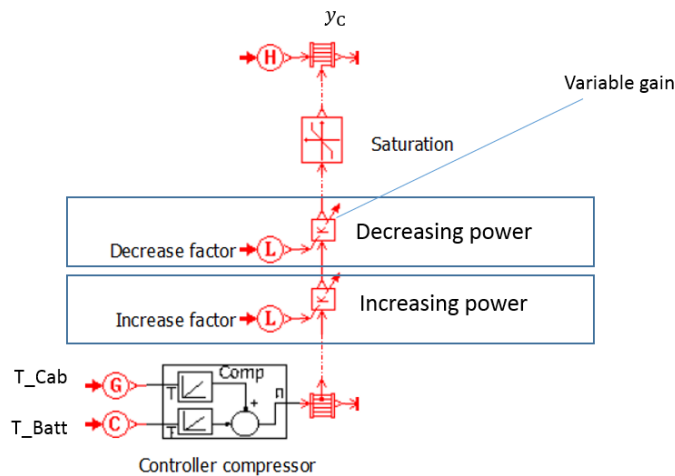 y_C
H
Variable gain
Saturation
K
Decreasing power
Decrease factor
L
K
Increasing power
Increase factor
L
T_Cab
G
T
Comp
+
n
T_Batt
C
T
Controller compressor